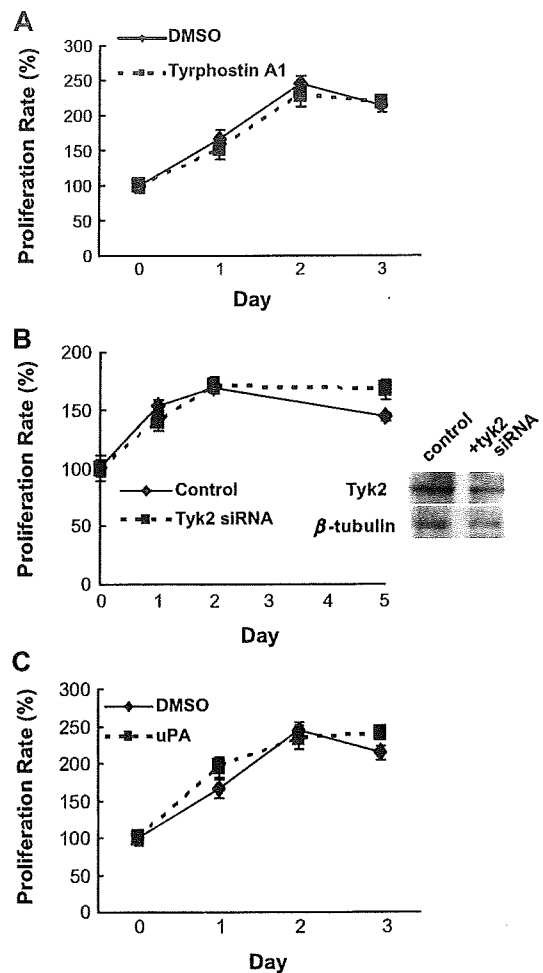 A
DMSO
Tyrphostin A1
Proliferation Rate (%)
300
250
200
150
100
50
0
0 1 2 3
Day
B
Proliferation Rate (%)
200
150
100
50
0
Control
Tyk2 siRNA
0 1 2 3 4 5
Day
control
+tyk2
siRNA
Tyk2
β-tubulin
C
DMSO
uPA
Proliferation Rate (%)
300
250
200
150
100
50
0
0 1 2 3
Day